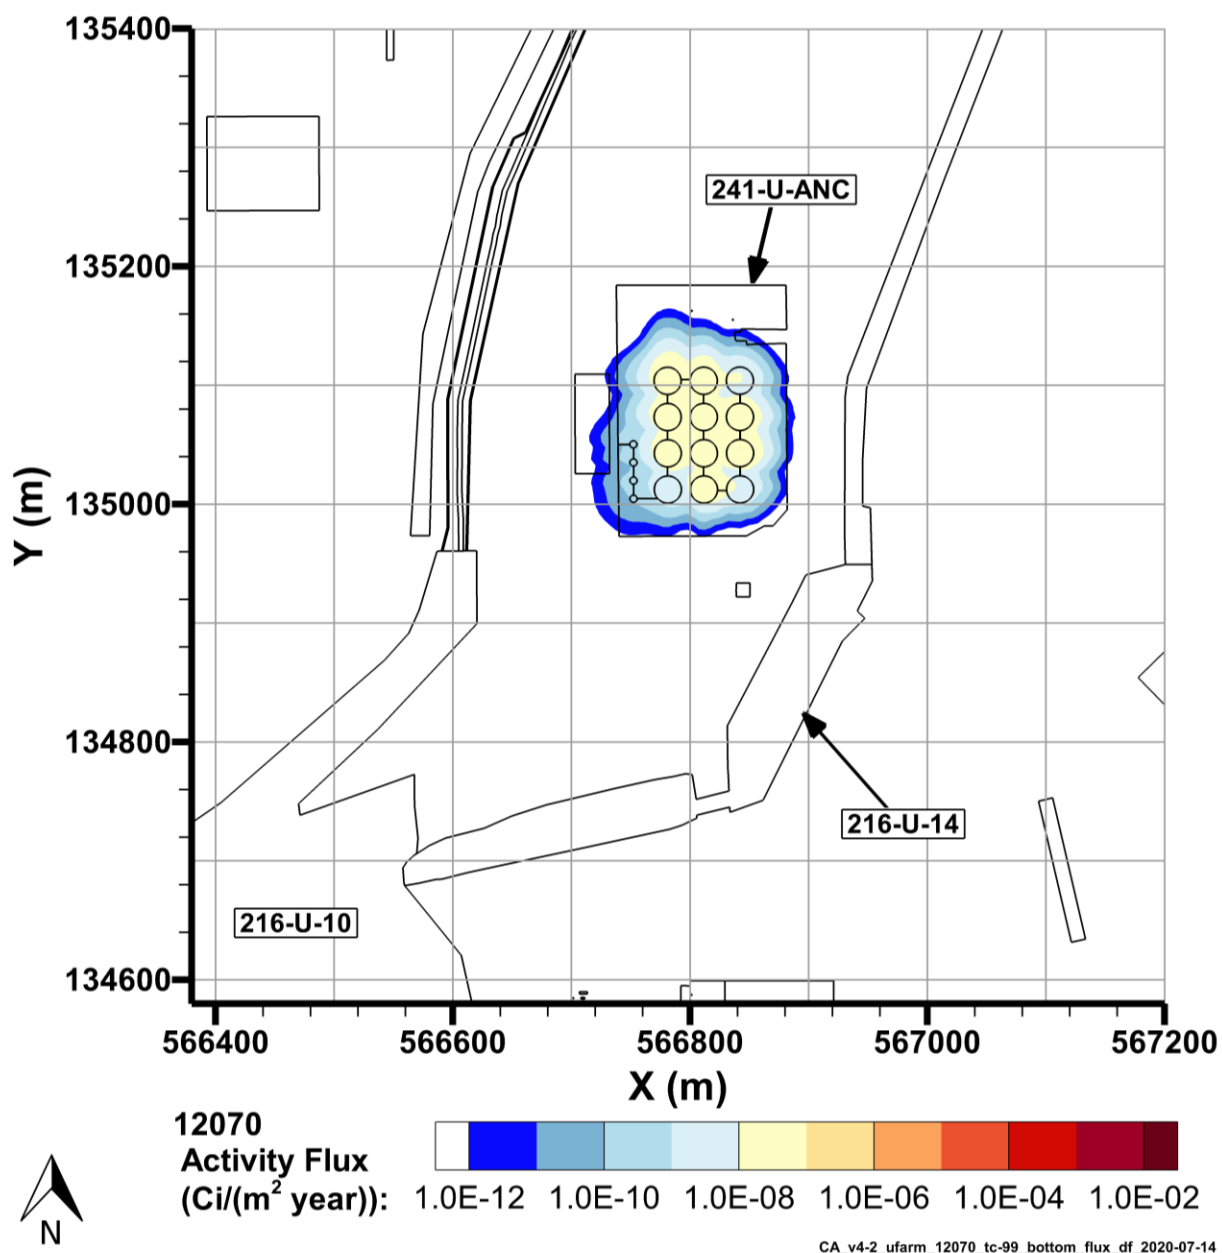 135400
241-U-ANC
135200
135000
Y (m)
134800
216-U-14
216-U-10
134600
566400 566600 566800 567000 567200
X (m)
12070
Activity Flux
(Ci/(m² year)):
1.0E-12 1.0E-10 1.0E-08 1.0E-06 1.0E-04 1.0E-02
N
CA_v4-2_ufarm_12070_tc-99_bottom_flux_df_2020-07-14